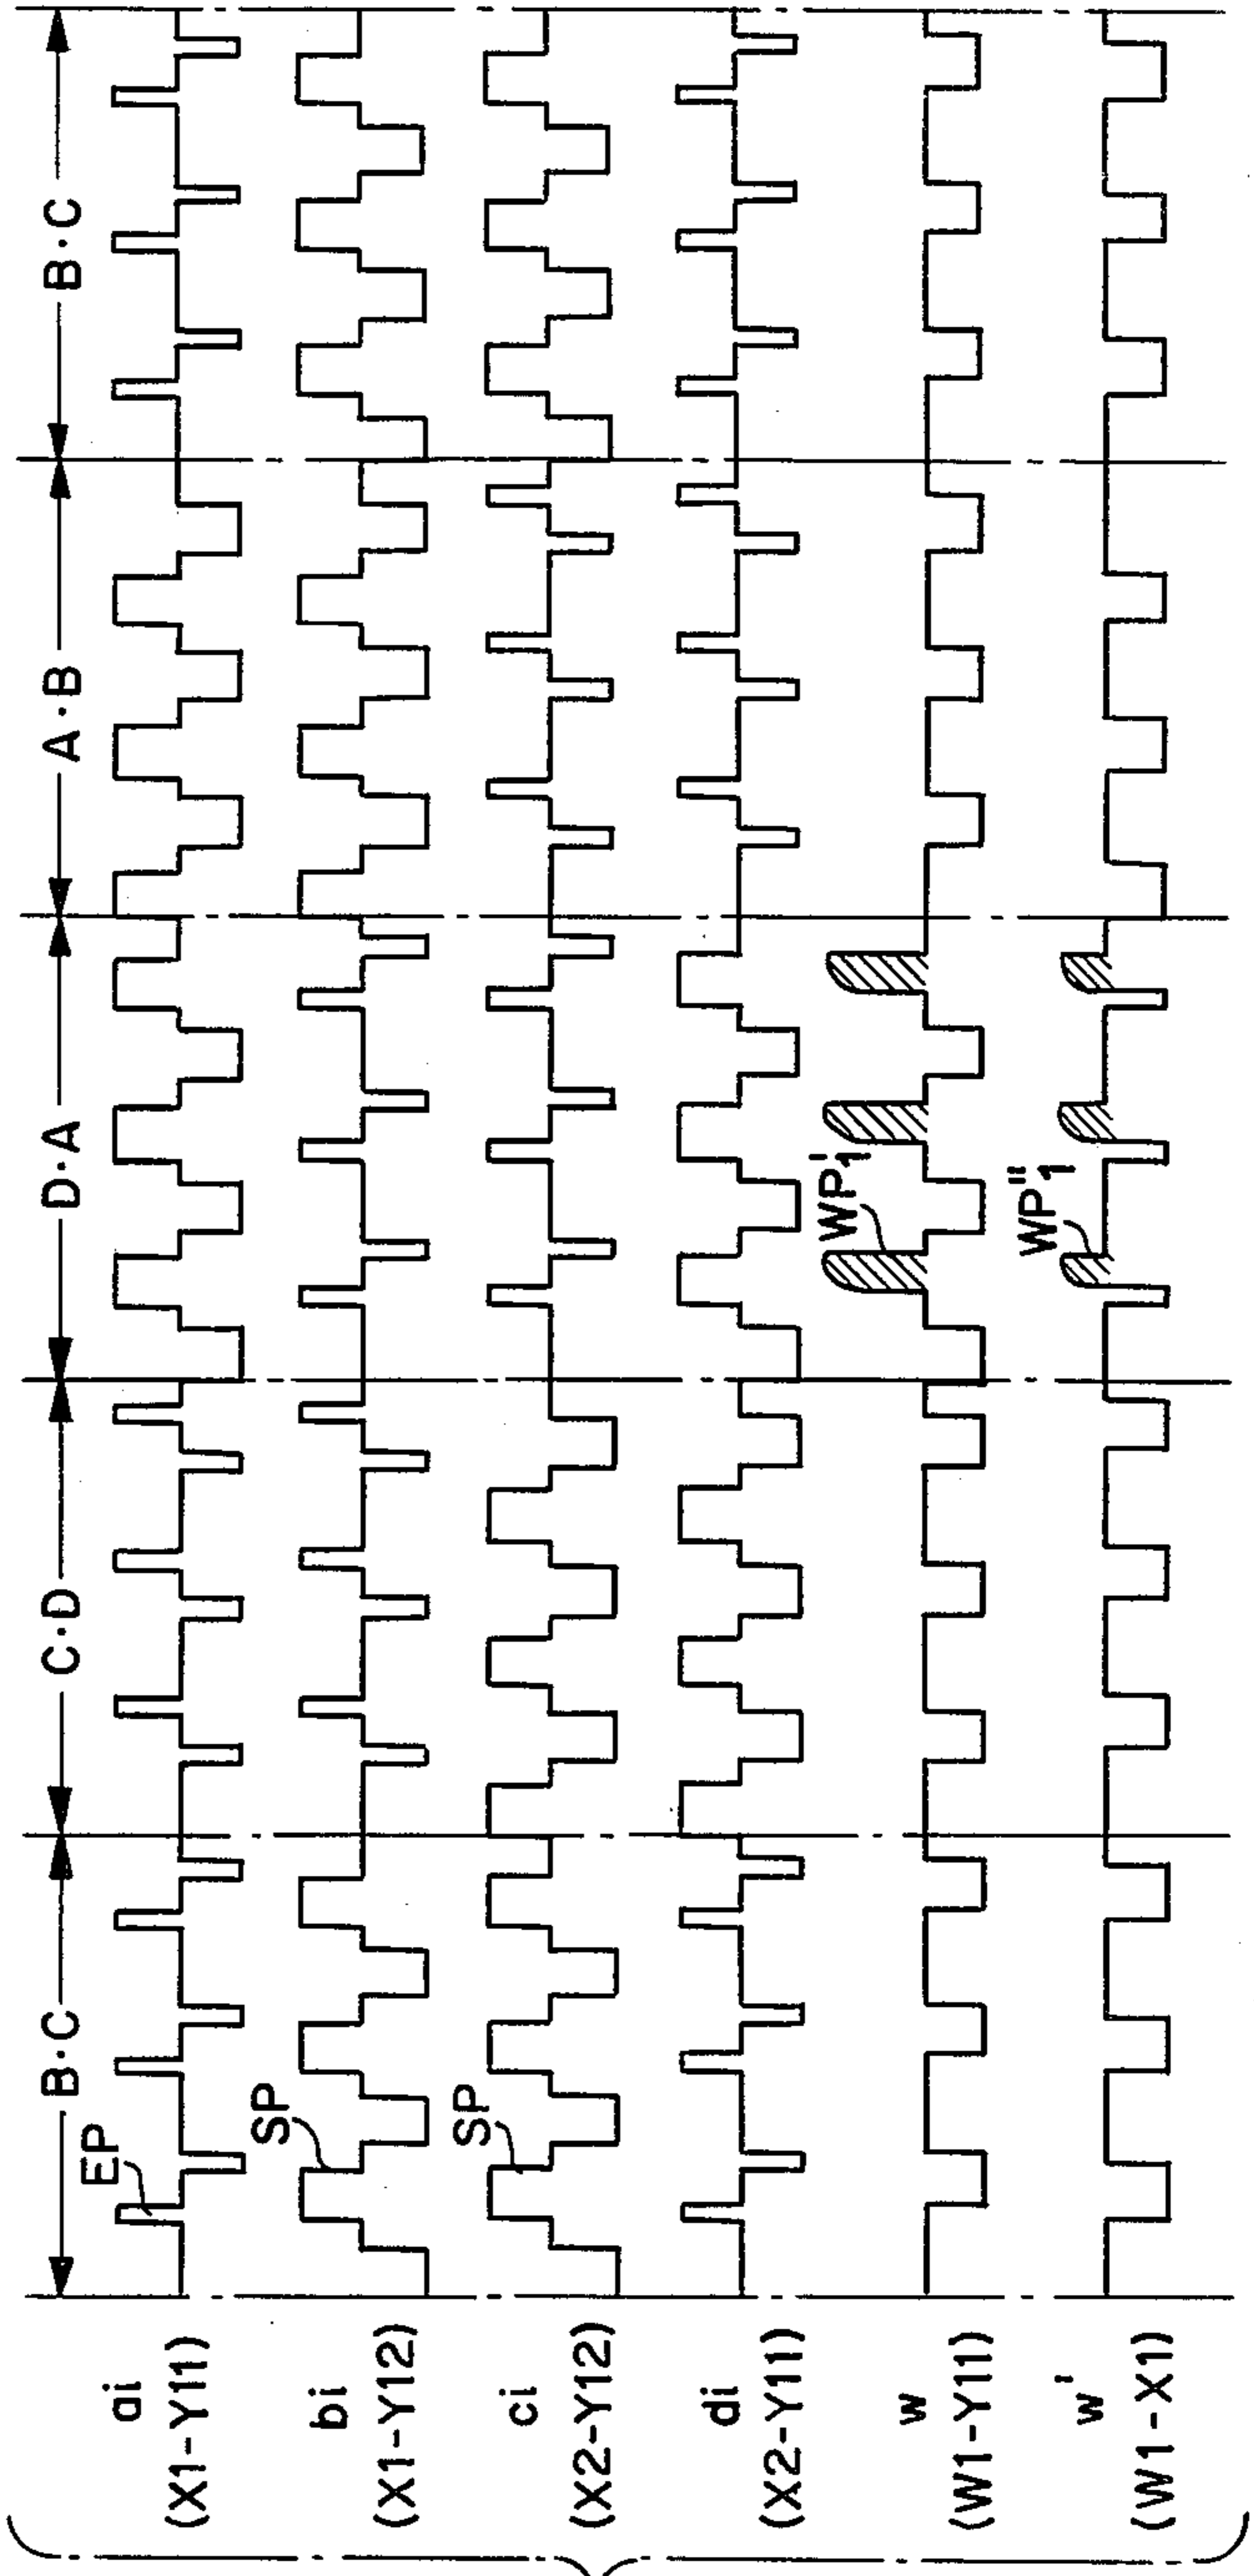 B·C
C·D
D·A
A·B
B·C
ai
(X1-Y11)
EP
bi
(X1-Y12)
SP
ci
(X2-Y12)
SP
di
(X2-Y11)
w
(W1-Y11)
WP'1
w'
(W1-X1)
WP"1